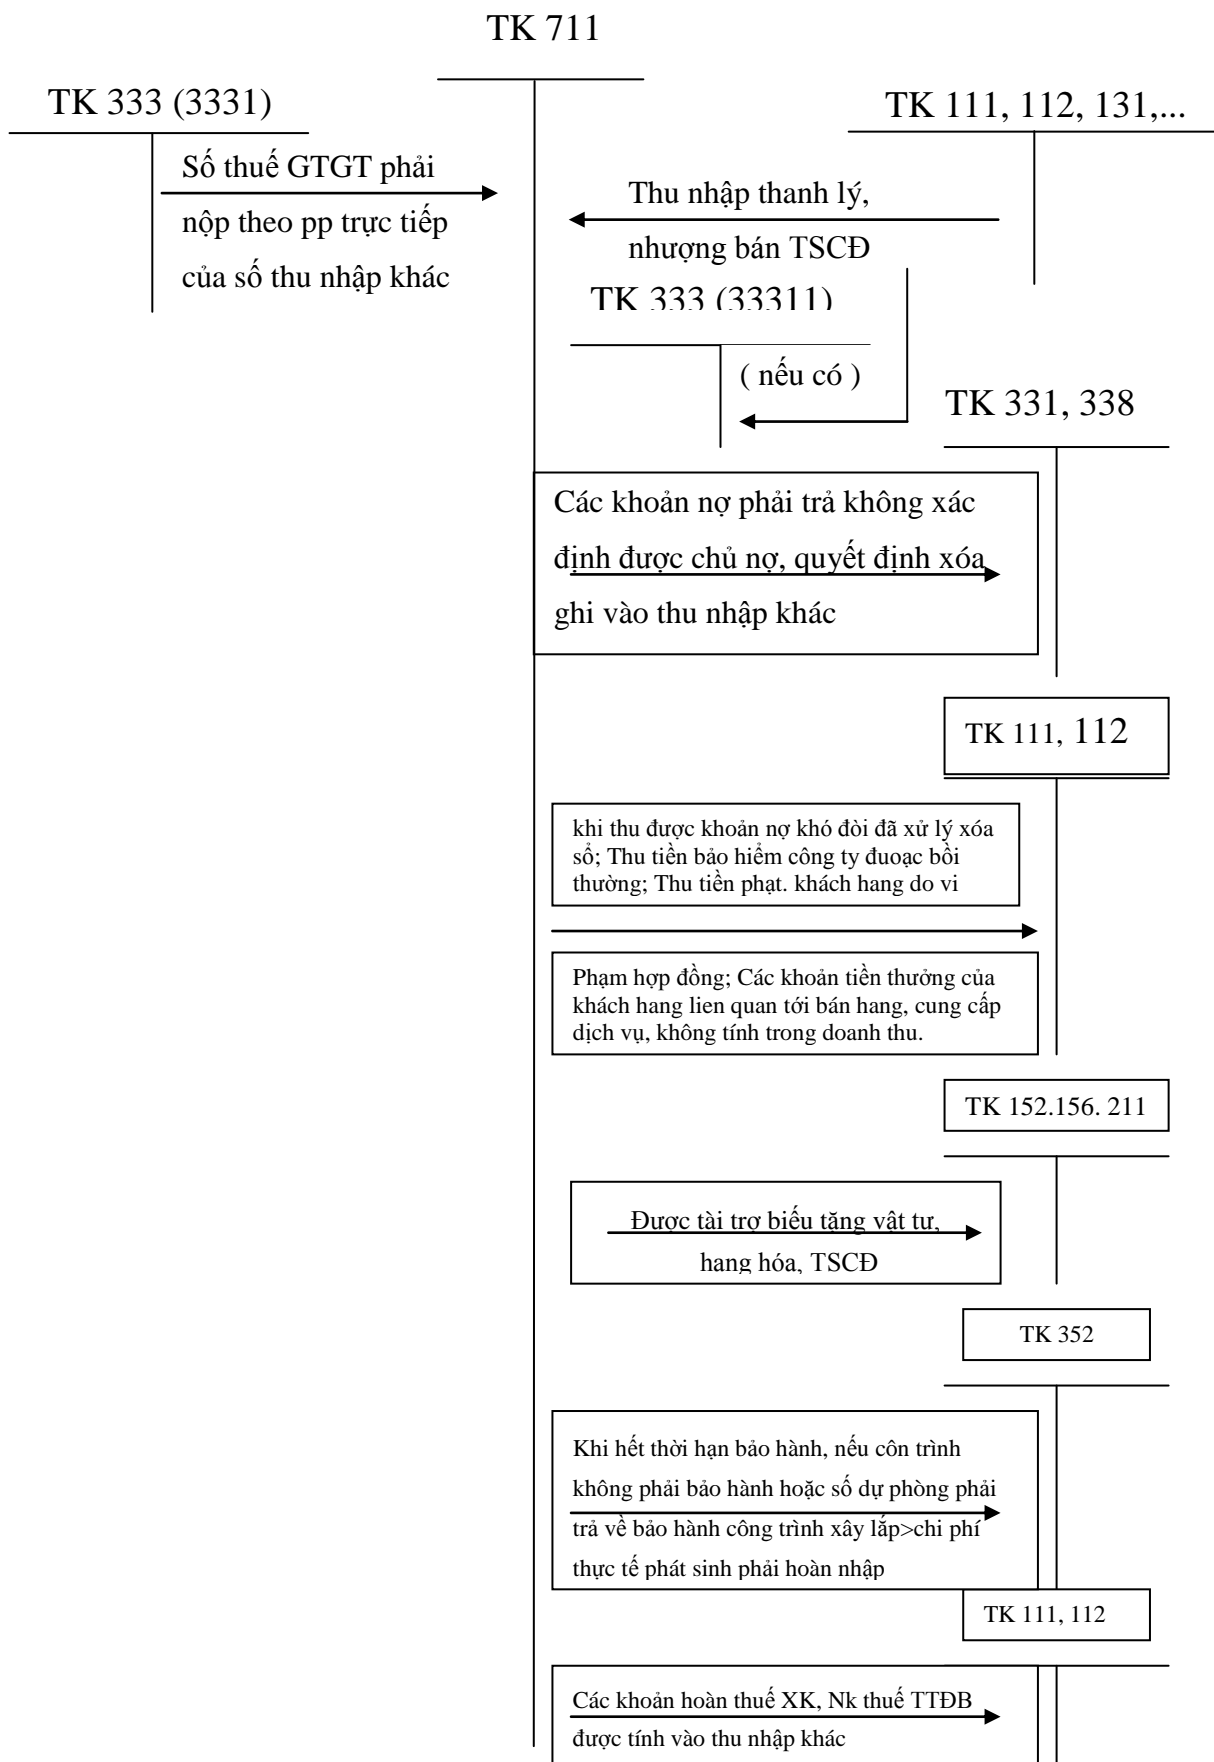 TK 711
TK 333 (3331)
TK 111, 112, 131,...
Số thuế GTGT phải
nộp theo pp trực tiếp
của số thu nhập khác
Thu nhập thanh lý,
nhượng bán TSCĐ
TK 333 (33311)
( nếu có )
TK 331, 338
Các khoản nợ phải trả không xác
định được chủ nợ, quyết định xóa
ghi vào thu nhập khác
TK 111, 112
khi thu được khoản nợ khó đòi đã xử lý xóa
sổ; Thu tiền bảo hiểm công ty đuoạc bồi
thường; Thu tiền phạt. khách hang do vi
Phạm hợp đồng; Các khoản tiền thưởng của
khách hang lien quan tới bán hang, cung cấp
dịch vụ, không tính trong doanh thu.
TK 152.156. 211
Được tài trợ biếu tặng vật tư,
hang hóa, TSCĐ
TK 352
Khi hết thời hạn bảo hành, nếu côn trình
không phải bảo hành hoặc số dự phòng phải
trả về bảo hành công trình xây lắp>chi phí
thực tế phát sinh phải hoàn nhập
TK 111, 112
Các khoản hoàn thuế XK, Nk thuế TTĐB
được tính vào thu nhập khác